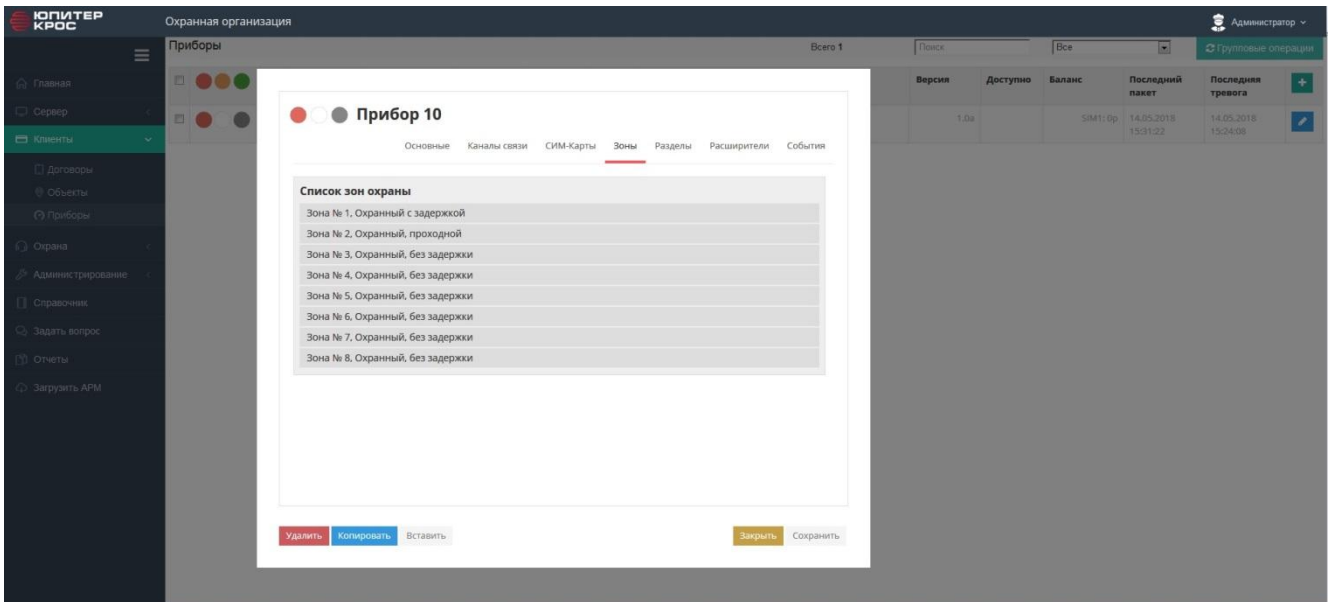 ЮПИТЕР
КРОС
Охранная организация
Администратор
Приборы
Всего 1
Поиск
Все
Групповые операции
Главная
Сервер
Клиенты
Договоры
Объекты
Приборы
Охрана
Администрирование
Справочник
Задать вопрос
Отчеты
Загрузить АРМ
Версия
Доступно
Баланс
Последний
пакет
Последняя
тревога
1.0a
SIM1: 0р
14.05.2018
15:31:22
14.05.2018
15:24:08
Прибор 10
Основные Каналы связи СИМ-Карты Зоны Разделы Расширители События
Список зон охраны
Зона № 1, Охранный с задержкой
Зона № 2, Охранный, проходной
Зона № 3, Охранный, без задержки
Зона № 4, Охранный, без задержки
Зона № 5, Охранный, без задержки
Зона № 6, Охранный, без задержки
Зона № 7, Охранный, без задержки
Зона № 8, Охранный, без задержки
Удалить Копировать Вставить Закрыть Сохранить